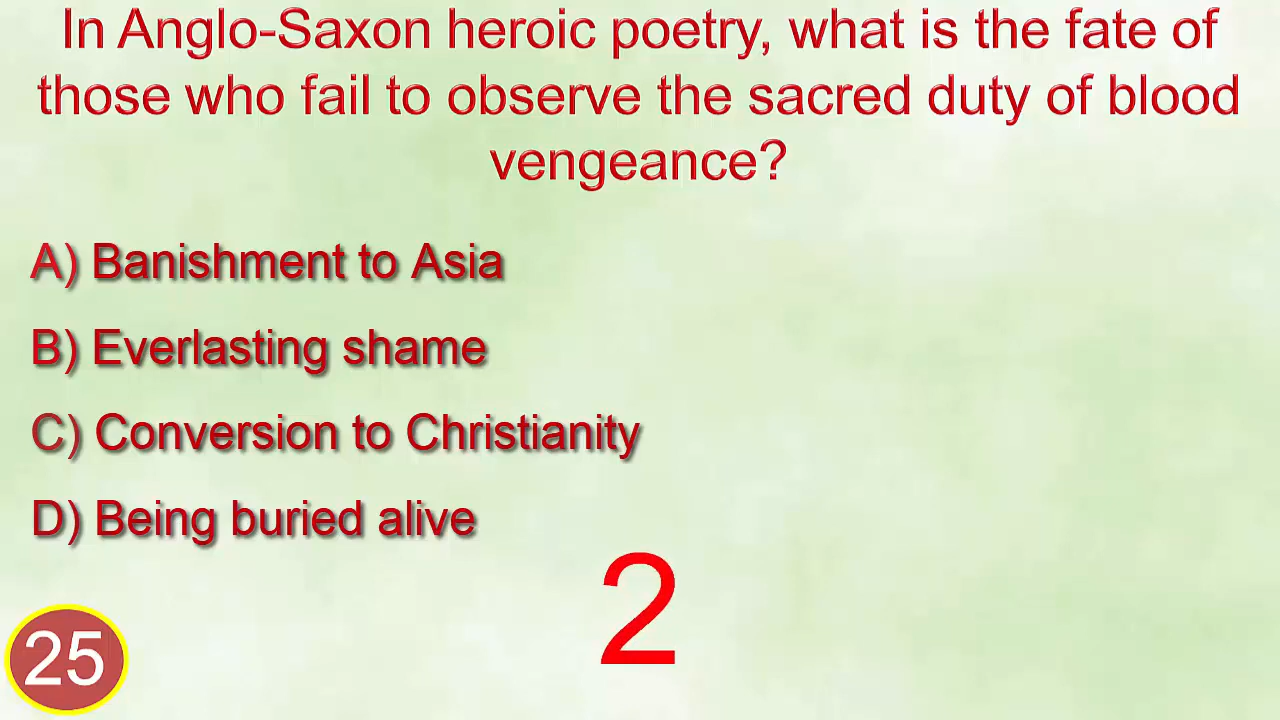 In Anglo-Saxon heroic poetry, what is the fate of
those who fail to observe the sacred duty of blood
vengeance?
A) Banishment to Asia
B) Everlasting shame
C) Conversion to Christianity
D) Being buried alive
2
25